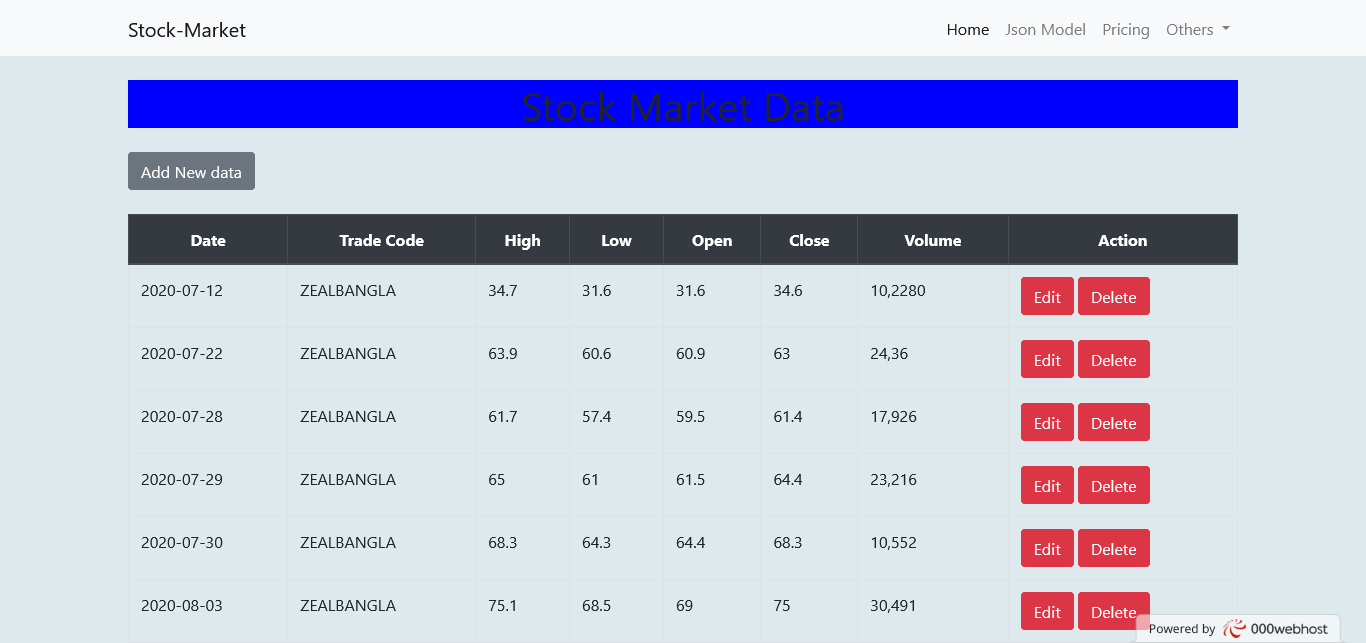 Stock-Market Home Json Model Pricing Others
Stock Market Data
Add New data
Date Trade Code High Low Open Close Volume Action
2020-07-12 ZEALBANGLA 34.7 31.6 31.6 34.6 10,2280 Edit Delete
2020-07-22 ZEALBANGLA 63.9 60.6 60.9 63 24,36 Edit Delete
2020-07-28 ZEALBANGLA 61.7 57.4 59.5 61.4 17,926 Edit Delete
2020-07-29 ZEALBANGLA 65 61 61.5 64.4 23,216 Edit Delete
2020-07-30 ZEALBANGLA 68.3 64.3 64.4 68.3 10,552 Edit Delete
2020-08-03 ZEALBANGLA 75.1 68.5 69 75 30,491 Edit Delete
Powered by 000webhost